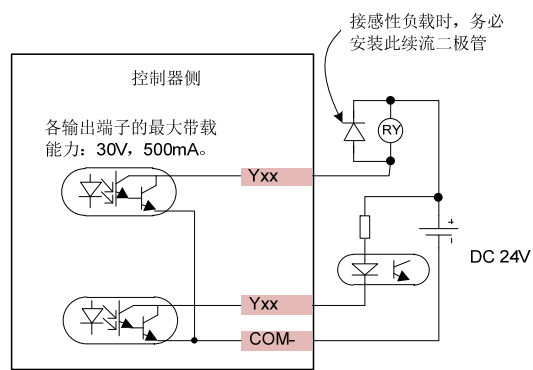 接感性负载时，务必
安装此续流二极管
控制器侧
各输出端子的最大带载
能力：30V，500mA。
RY
Yxx
+
-
DC 24V
Yxx
COM-